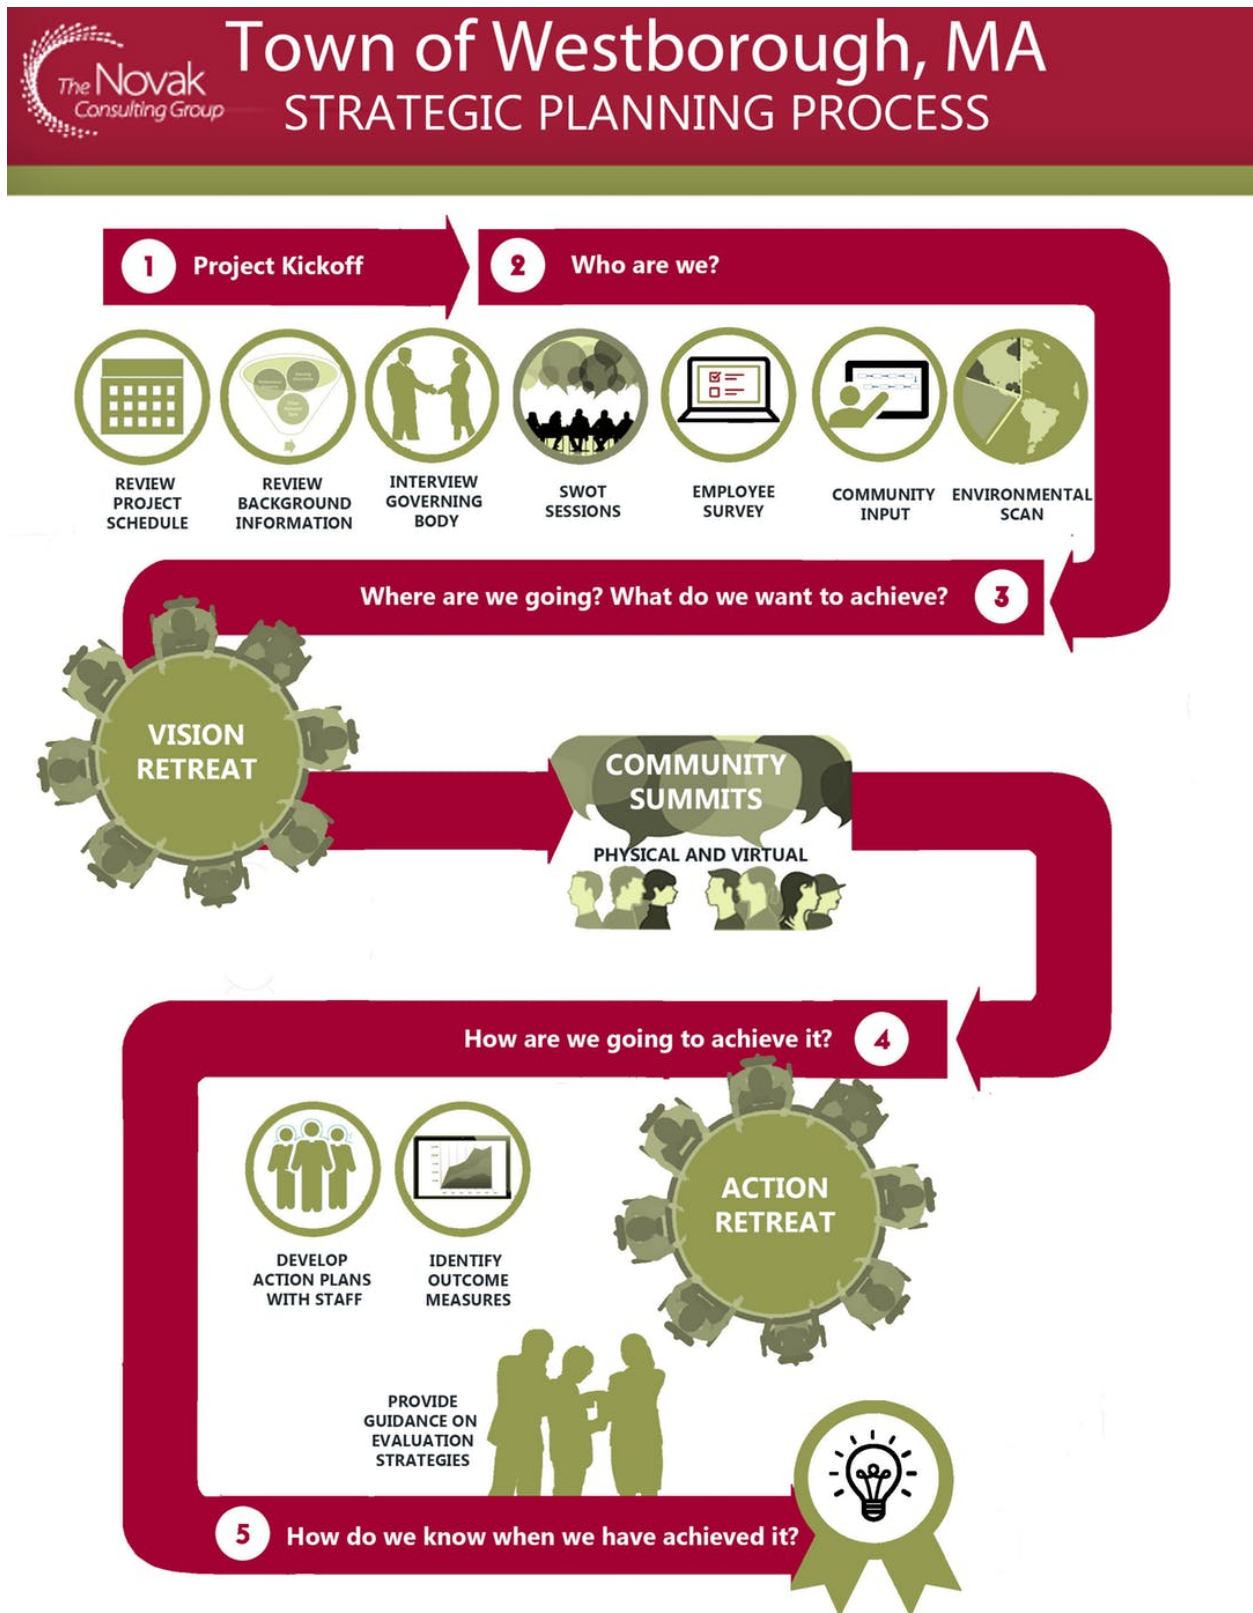 The Novak
Consulting Group
Town of Westborough, MA
STRATEGIC PLANNING PROCESS
1 Project Kickoff
2 Who are we?
REVIEW
PROJECT
SCHEDULE
REVIEW
BACKGROUND
INFORMATION
INTERVIEW
GOVERNING
BODY
SWOT
SESSIONS
EMPLOYEE
SURVEY
COMMUNITY
INPUT
ENVIRONMENTAL
SCAN
Where are we going? What do we want to achieve? 3
VISION
RETREAT
COMMUNITY
SUMMITS
PHYSICAL AND VIRTUAL
How are we going to achieve it? 4
DEVELOP
ACTION PLANS
WITH STAFF
IDENTIFY
OUTCOME
MEASURES
ACTION
RETREAT
PROVIDE
GUIDANCE ON
EVALUATION
STRATEGIES
5 How do we know when we have achieved it?